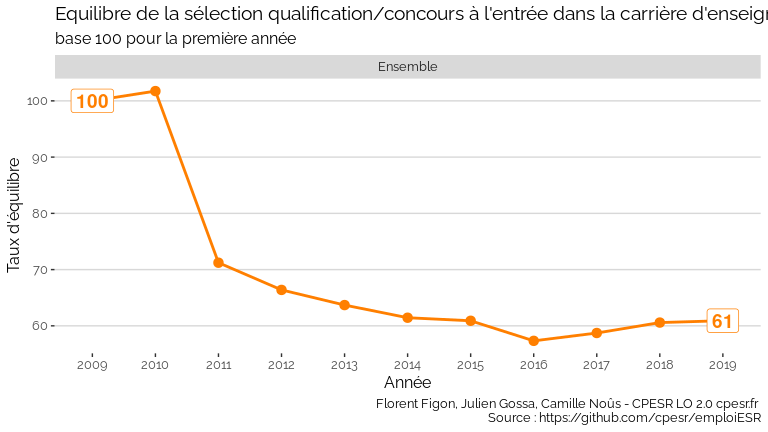 Equilibre de la sélection qualification/concours à l'entrée dans la carrière
base 100 pour la première année
Ensemble
Taux d'équilibre
100
90
80
70
60
100
61
2009 2010 2011 2012 2013 2014 2015 2016 2017 2018 2019
Année
Florent Figon, Julien Gossa, Camille Noûs - CPESR LO 2.0 cpesr.fr
Source : https://github.com/cpesr/emploiESR